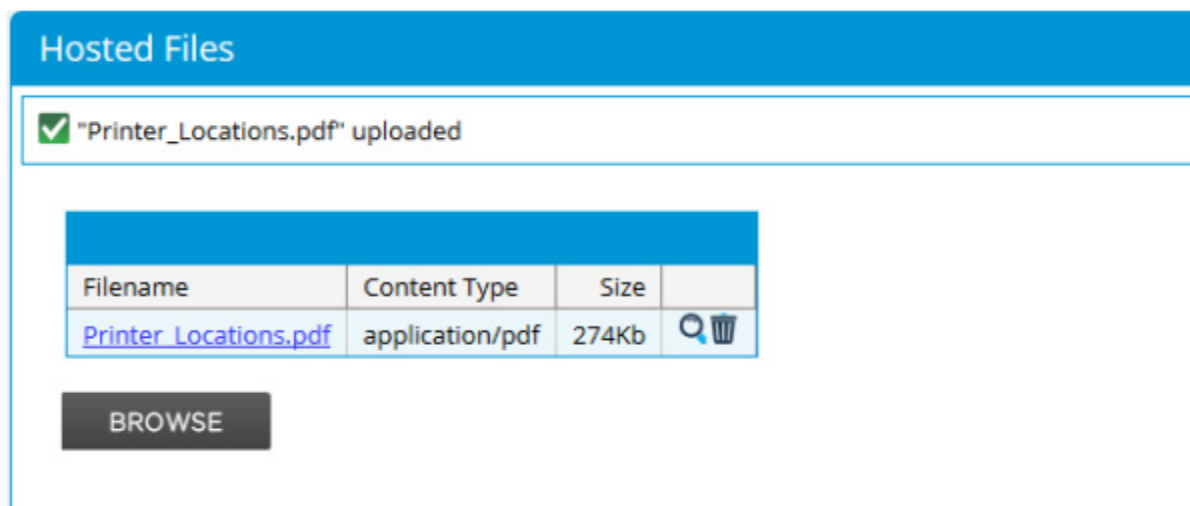 Hosted Files
"Printer_Locations.pdf" uploaded
Filename Content Type Size
Printer_Locations.pdf application/pdf 274Kb
BROWSE